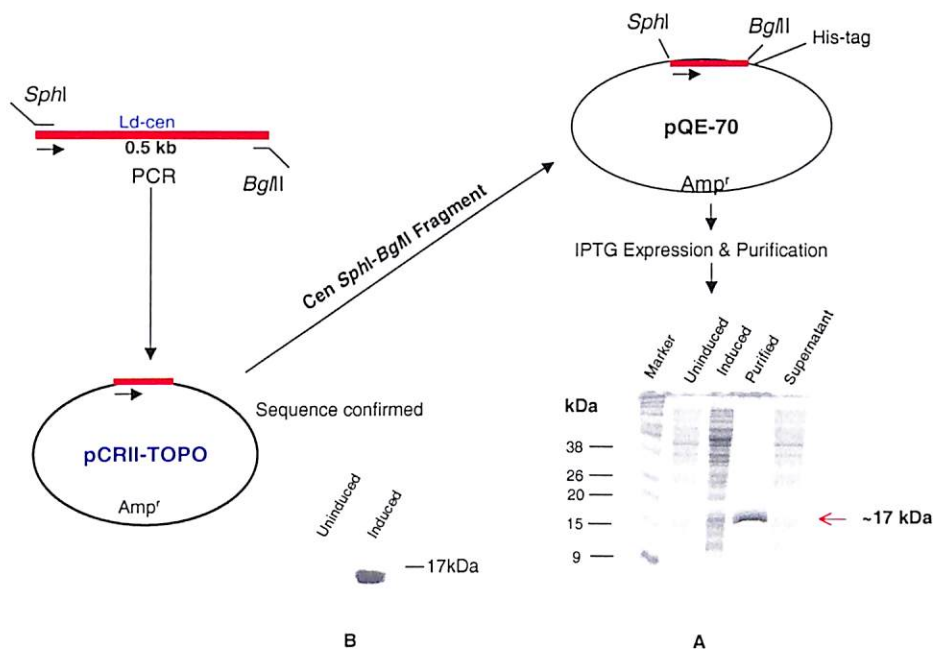 SphI
Ld-cen
0.5 kb
PCR
BglII
Cen SphI-BglII Fragment
SphI
BglII
His-tag
pQE-70
Ampr
IPTG Expression & Purification
pCRII-TOPO
Ampr
Sequence confirmed
Uninduced
Induced
17kDa
B
Marker
Uninduced
Induced
Purified
Supernatant
kDa
38
26
20
15
9
~17 kDa
A